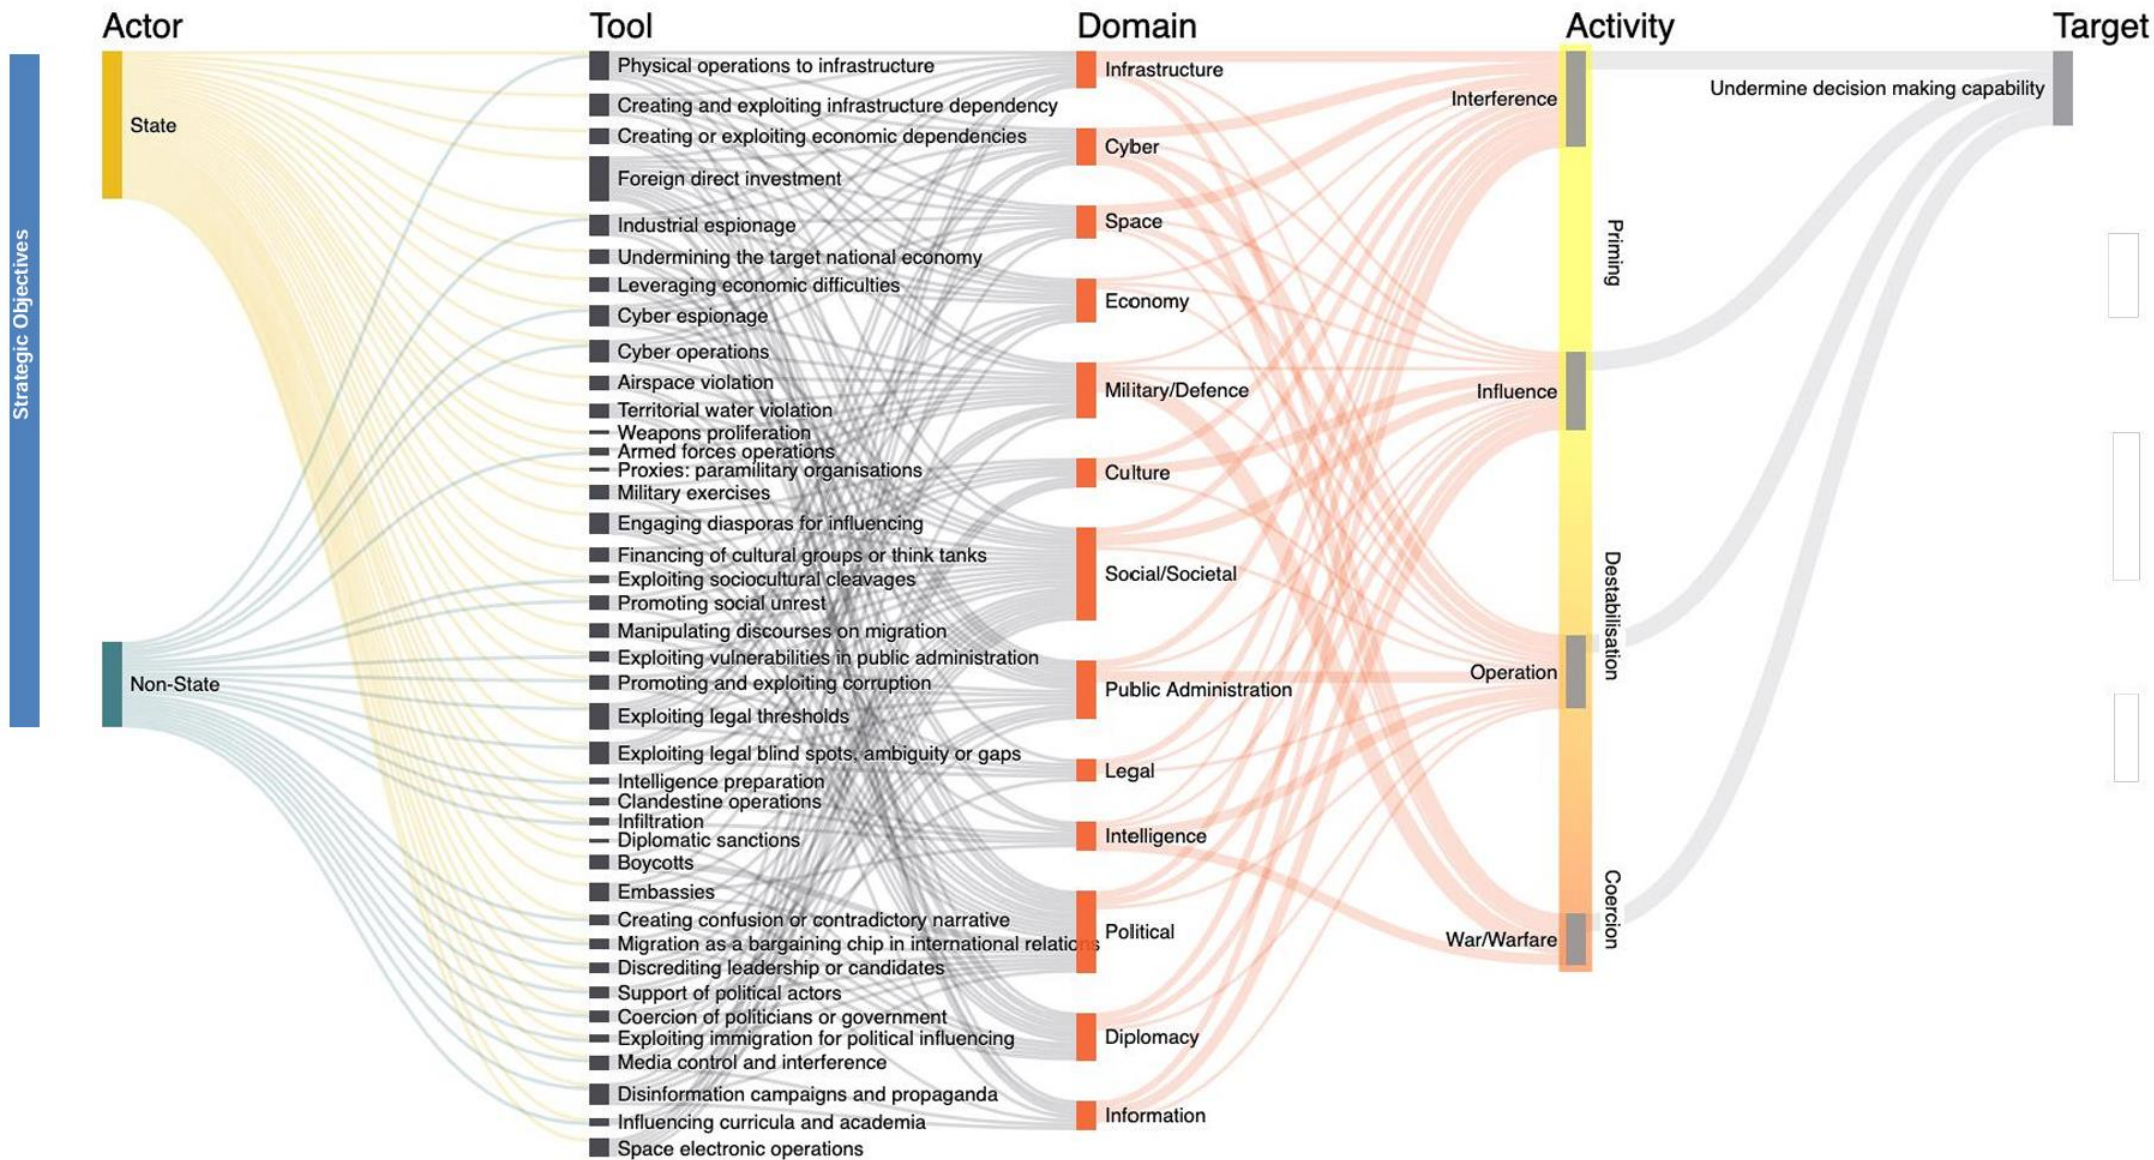 Actor
Tool
Domain
Activity
Target
Strategic Objectives
State
Non-State
Physical operations to infrastructure
Creating and exploiting infrastructure dependency
Creating or exploiting economic dependencies
Foreign direct investment
Industrial espionage
Undermining the target national economy
Leveraging economic difficulties
Cyber espionage
Cyber operations
Airspace violation
Territorial water violation
Weapons proliferation
Armed forces operations
Proxies: paramilitary organisations
Military exercises
Engaging diasporas for influencing
Financing of cultural groups or think tanks
Exploiting sociocultural cleavages
Promoting social unrest
Manipulating discourses on migration
Exploiting vulnerabilities in public administration
Promoting and exploiting corruption
Exploiting legal thresholds
Exploiting legal blind spots, ambiguity or gaps
Intelligence preparation
Clandestine operations
Infiltration
Diplomatic sanctions
Boycotts
Embassies
Creating confusion or contradictory narrative
Migration as a bargaining chip in international relations
Discrediting leadership or candidates
Support of political actors
Coercion of politicians or government
Exploiting immigration for political influencing
Media control and interference
Disinformation campaigns and propaganda
Influencing curricula and academia
Space electronic operations
Infrastructure
Cyber
Space
Economy
Military/Defence
Culture
Social/Societal
Public Administration
Legal
Intelligence
Political
Diplomacy
Information
Interference
Influence
Operation
War/Warfare
Priming
Destabilisation
Coercion
Undermine decision making capability